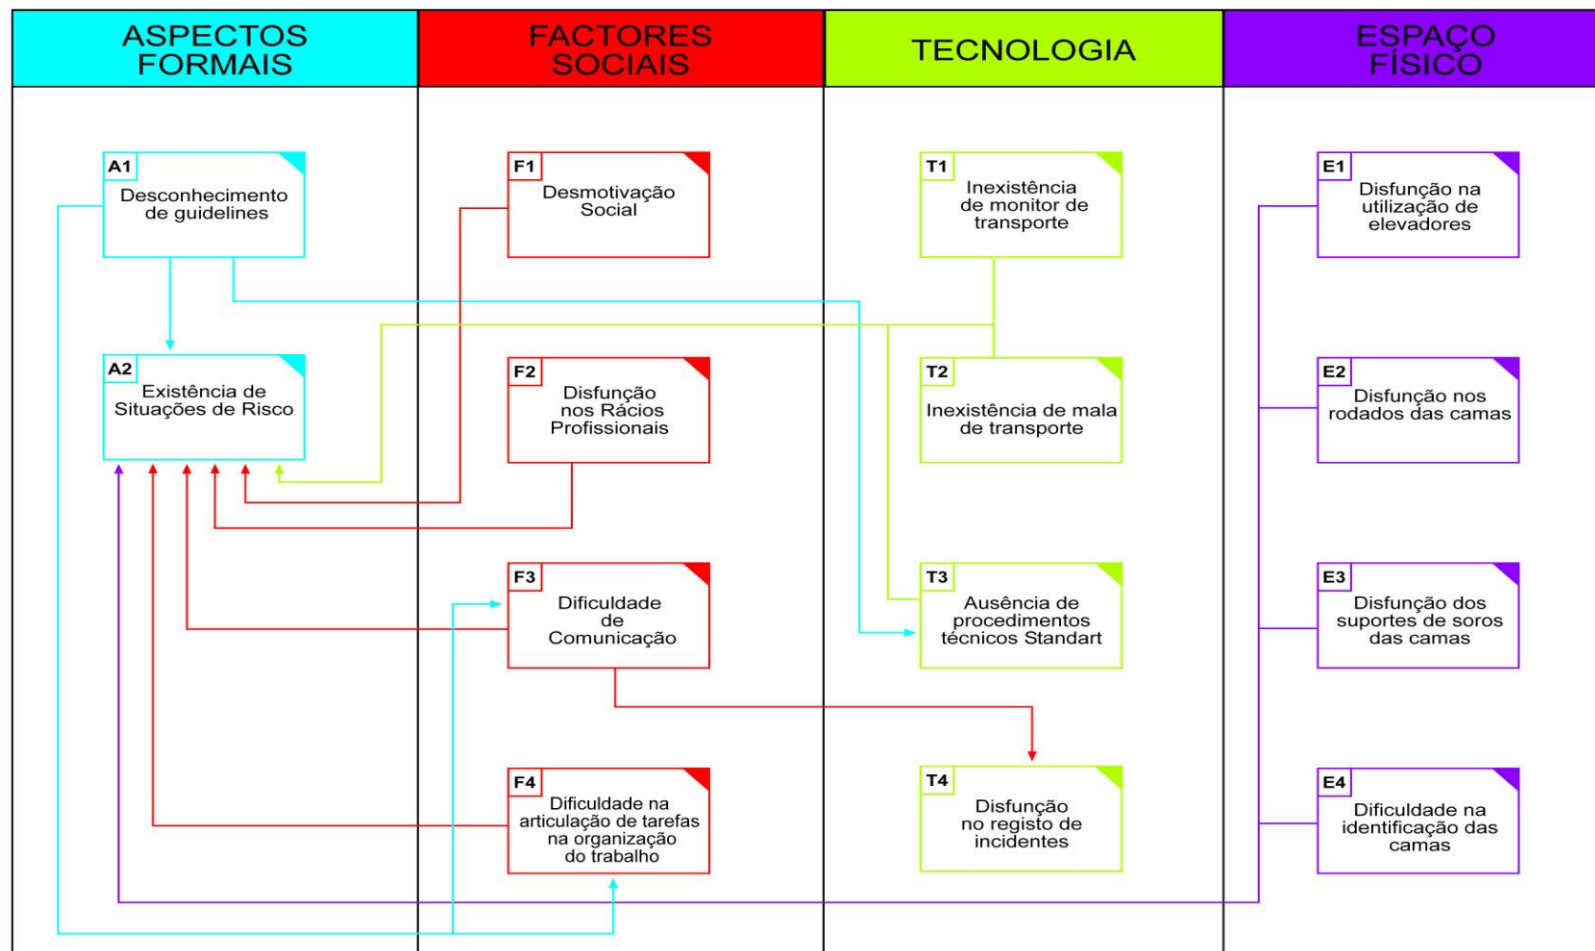 ASPECTOS
FORMAIS
FACTORES
SOCIAIS
TECNOLOGIA
ESPAÇO
FÍSICO
A1
Desconhecimento
de guidelines
F1
Desmotivação
Social
T1
Inexistência
de monitor de
transporte
E1
Disfunção na
utilização de
elevadores
A2
Existência de
Situações de Risco
F2
Disfunção
nos Rácios
Profissionais
T2
Inexistência de mala
de transporte
E2
Disfunção nos
rodados das camas
F3
Dificuldade
de
Comunicação
T3
Ausência de
procedimentos
técnicos Standart
E3
Disfunção dos
suportes de soros
das camas
F4
Dificuldade na
articulação de tarefas
na organização
do trabalho
T4
Disfunção
no registo de
incidentes
E4
Dificuldade na
identificação das
camas